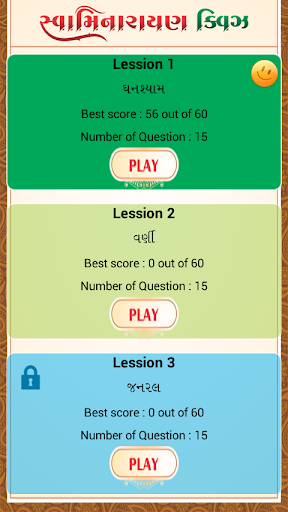 સ્વામિનારાયણ ક્વિઝ
Lession 1
ઘનશ્યામ
Best score : 56 out of 60
Number of Question : 15
PLAY
Lession 2
વર્ણી
Best score : 0 out of 60
Number of Question : 15
PLAY
Lession 3
જનરલ
Best score : 0 out of 60
Number of Question : 15
PLAY